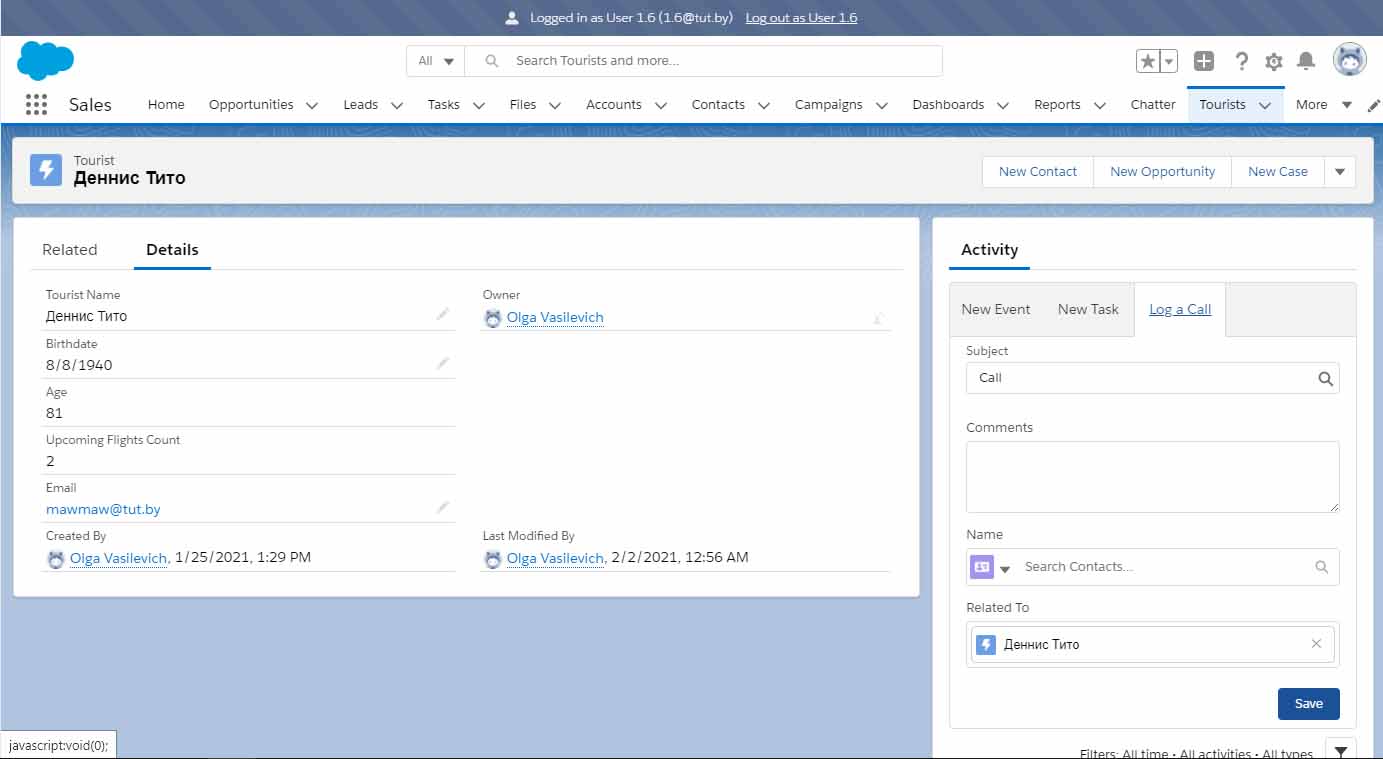 Logged in as User 1.6 (1.6@tut.by) Log out as User 1.6
All Search Tourists and more...
Sales Home Opportunities Leads Tasks Files Accounts Contacts Campaigns Dashboards Reports Chatter Tourists More
Tourist
Деннис Тито
New Contact New Opportunity New Case
Related Details
Tourist Name
Деннис Тито
Owner
Olga Vasilevich
Birthdate
8/8/1940
Age
81
Upcoming Flights Count
2
Email
mawmaw@tut.by
Created By
Olga Vasilevich, 1/25/2021, 1:29 PM
Last Modified By
Olga Vasilevich, 2/2/2021, 12:56 AM
Activity
New Event New Task Log a Call
Subject
Call
Comments
Name
Search Contacts...
Related To
Деннис Тито
Save
Filters: All time • All activities • All types
javascript:void(0);